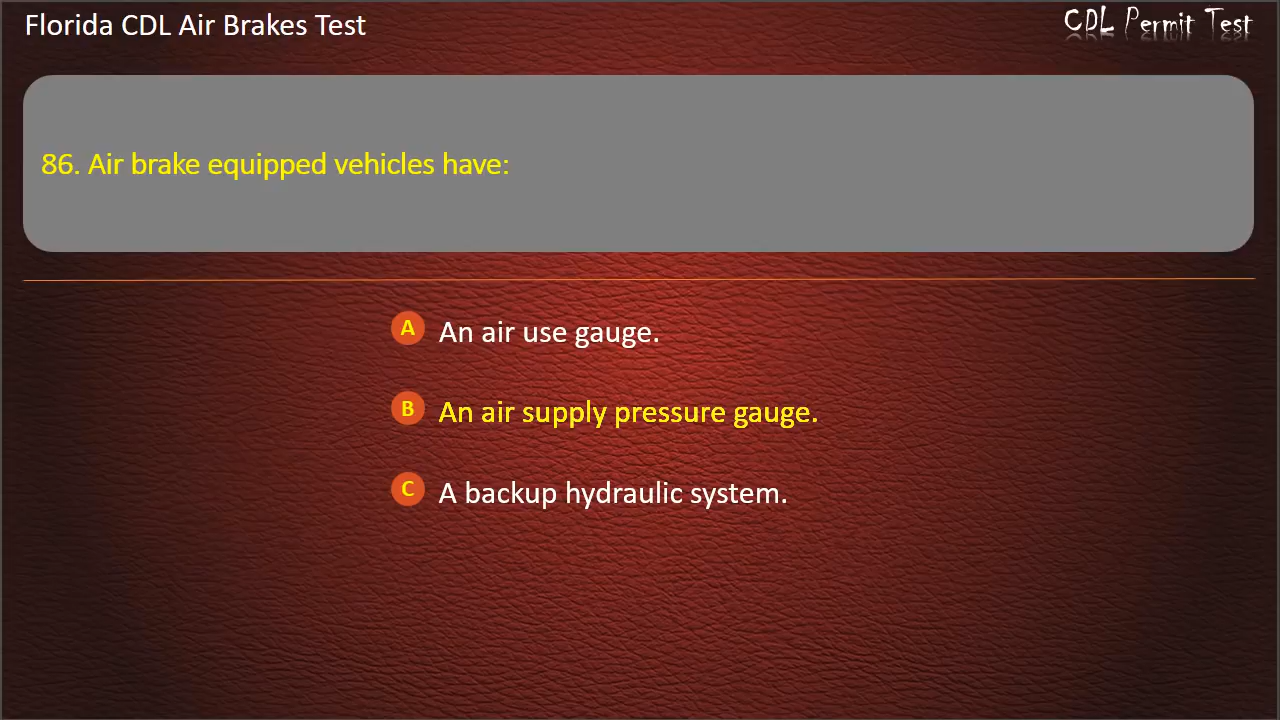 Florida CDL Air Brakes Test
CDL Permit Test
86. Air brake equipped vehicles have:
A An air use gauge.
B An air supply pressure gauge.
C A backup hydraulic system.